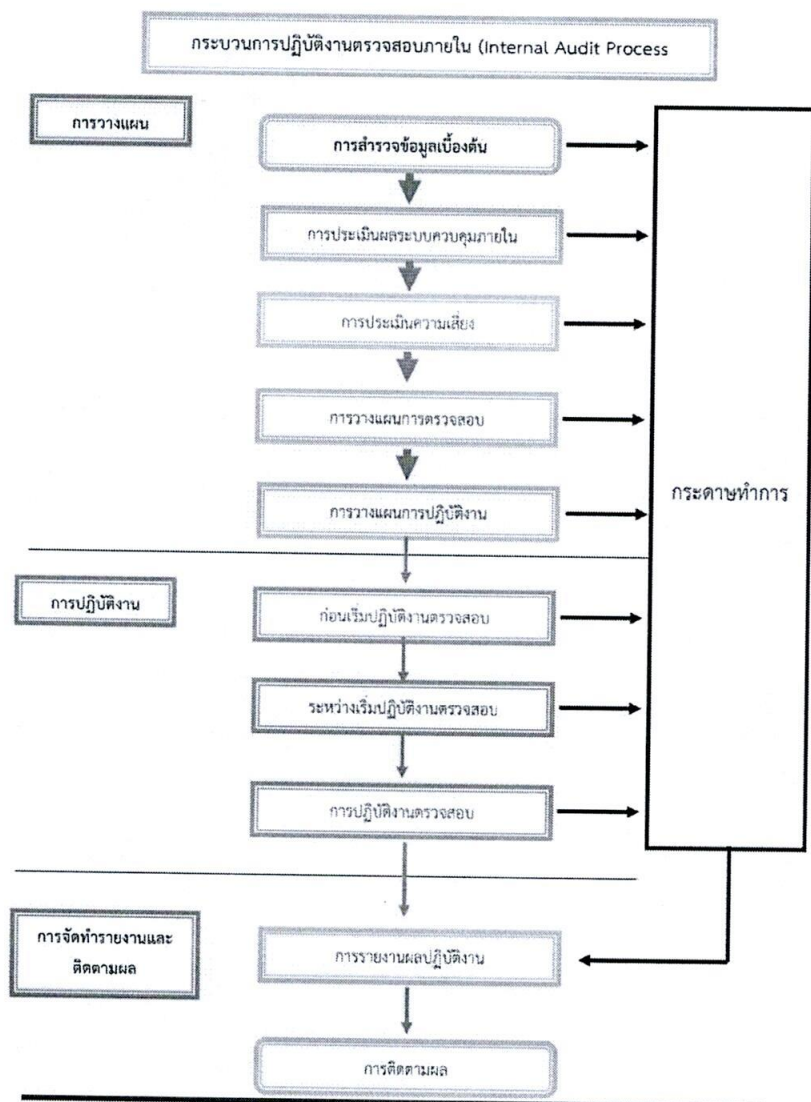 กระบวนการปฏิบัติงานตรวจสอบภายใน (Internal Audit Process
การวางแผน
การสำรวจข้อมูลเบื้องต้น
การประเมินผลระบบควบคุมภายใน
การประเมินความเสี่ยง
การวางแผนการตรวจสอบ
การวางแผนการปฏิบัติงาน
กระดาษทำการ
การปฏิบัติงาน
ก่อนเริ่มปฏิบัติงานตรวจสอบ
ระหว่างเริ่มปฏิบัติงานตรวจสอบ
การปฏิบัติงานตรวจสอบ
การจัดทำรายงานและ
ติดตามผล
การรายงานผลปฏิบัติงาน
การติดตามผล